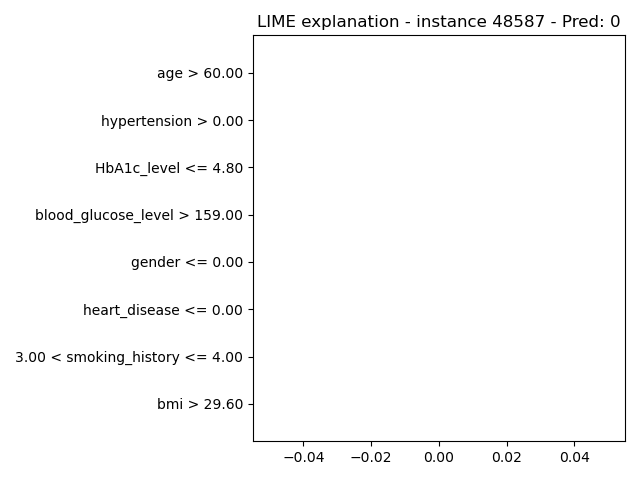 LIME explanation - instance 48587 - Pred: 0
age > 60.00
hypertension > 0.00
HbA1c_level <= 4.80
blood_glucose_level > 159.00
gender <= 0.00
heart_disease <= 0.00
3.00 < smoking_history <= 4.00
bmi > 29.60
−0.04 −0.02 0.00 0.02 0.04